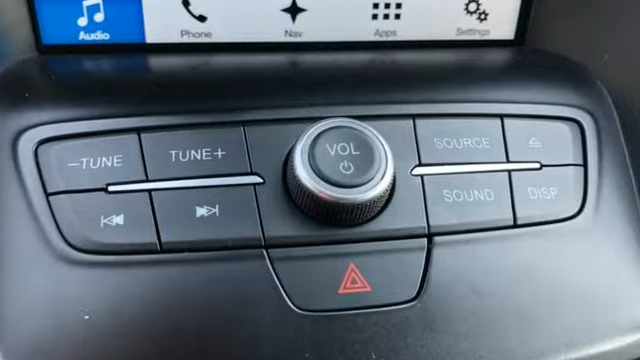 Audio
Phone
Nav
Apps
Settings
−TUNE
TUNE+
VOL
SOURCE
SOUND
DISP